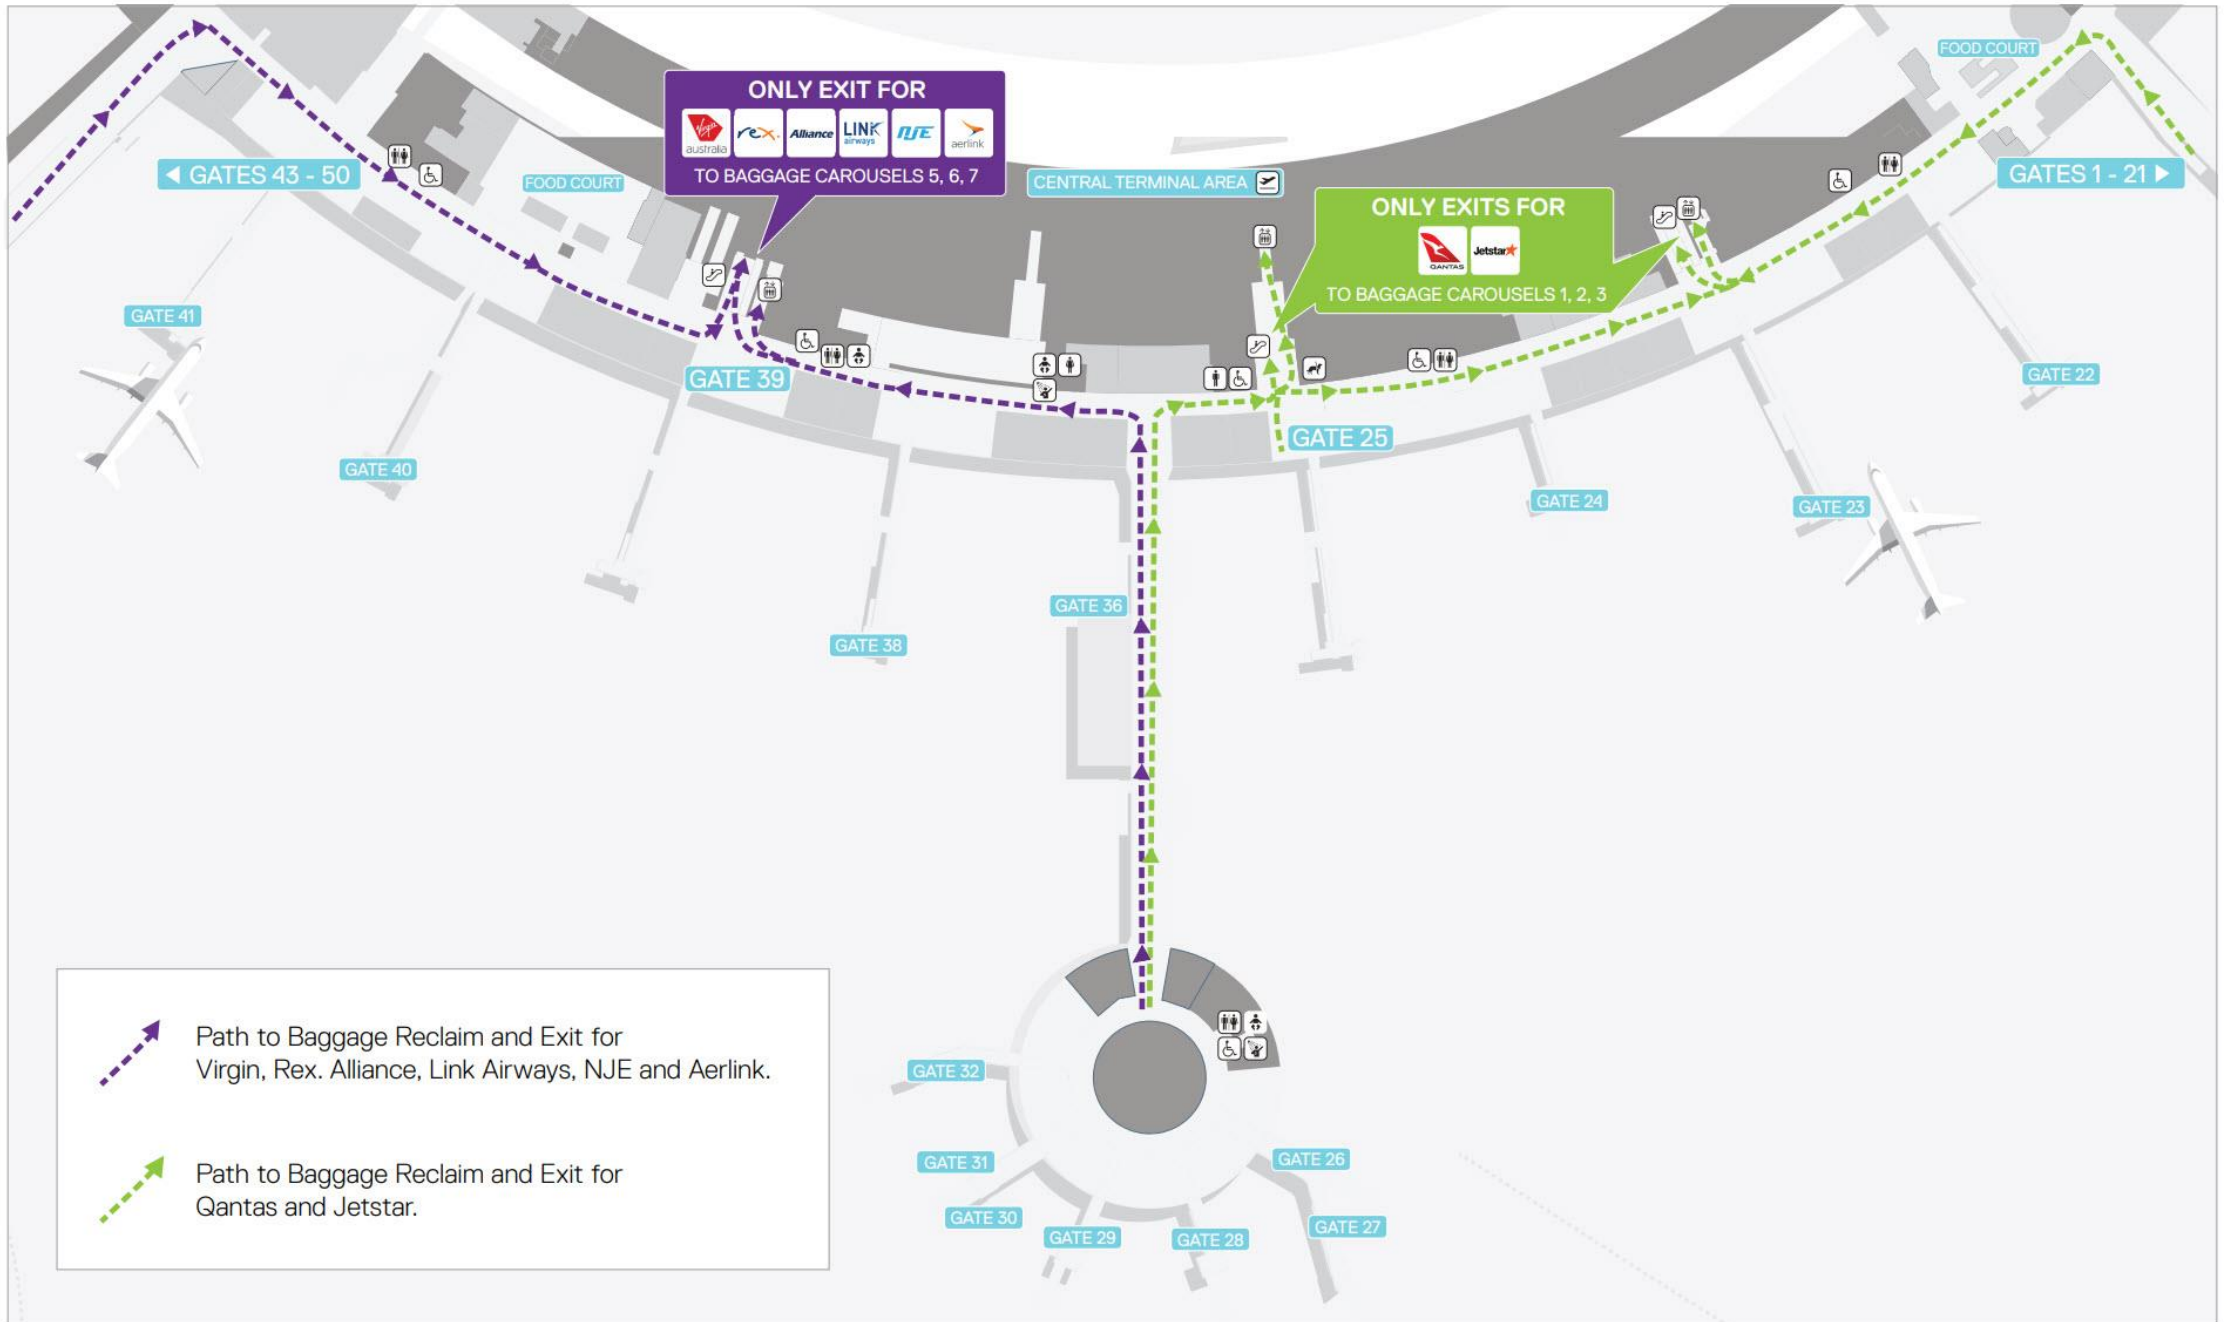 FOOD COURT
ONLY EXIT FOR
Virgin
australia
rex.
Alliance
LINK
airways
NJE
aerlink
TO BAGGAGE CAROUSELS 5, 6, 7
GATES 43 - 50
FOOD COURT
CENTRAL TERMINAL AREA
GATES 1 - 21
ONLY EXITS FOR
QANTAS
Jetstar
TO BAGGAGE CAROUSELS 1, 2, 3
GATE 41
GATE 39
GATE 22
GATE 25
GATE 40
GATE 24
GATE 23
GATE 36
GATE 38
Path to Baggage Reclaim and Exit for
Virgin, Rex. Alliance, Link Airways, NJE and Aerlink.
Path to Baggage Reclaim and Exit for
Qantas and Jetstar.
GATE 32
GATE 31
GATE 26
GATE 30
GATE 29
GATE 28
GATE 27